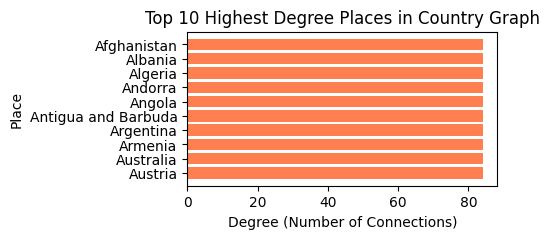 Top 10 Highest Degree Places in Country Graph
Place
Afghanistan
Albania
Algeria
Andorra
Angola
Antigua and Barbuda
Argentina
Armenia
Australia
Austria
0 20 40 60 80
Degree (Number of Connections)